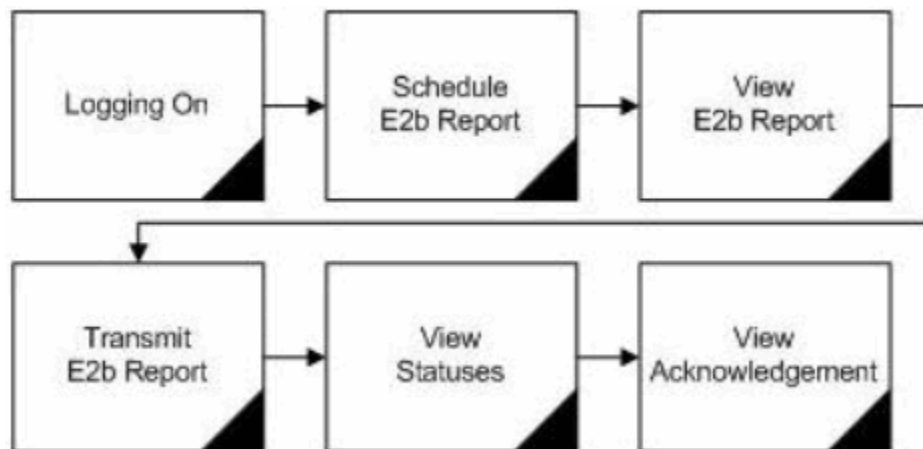 Logging On
Schedule
E2b Report
View
E2b Report
Transmit
E2b Report
View
Statuses
View
Acknowledgement